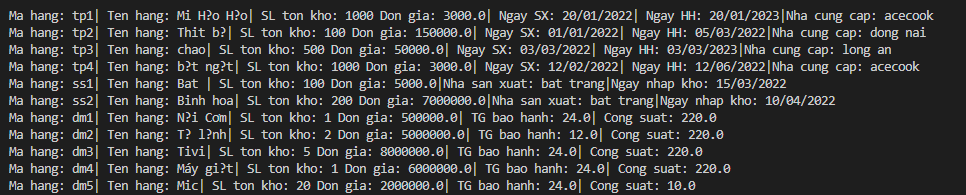 Ma hang: tp1| Ten hang: Mi H?o H?o| SL ton kho: 1000 Don gia: 3000.0| Ngay SX: 20/01/2022| Ngay HH: 20/01/2023|Nha cung cap: acecook
Ma hang: tp2| Ten hang: Thit b?| SL ton kho: 100 Don gia: 150000.0| Ngay SX: 01/01/2022| Ngay HH: 05/03/2022|Nha cung cap: dong nai
Ma hang: tp3| Ten hang: chao| SL ton kho: 500 Don gia: 50000.0| Ngay SX: 03/03/2022| Ngay HH: 03/03/2023|Nha cung cap: long an
Ma hang: tp4| Ten hang: b?t ng?t| SL ton kho: 1000 Don gia: 3000.0| Ngay SX: 12/02/2022| Ngay HH: 12/06/2022|Nha cung cap: acecook
Ma hang: ss1| Ten hang: Bat | SL ton kho: 100 Don gia: 5000.0|Nha san xuat: bat trang|Ngay nhap kho: 15/03/2022
Ma hang: ss2| Ten hang: Binh hoa| SL ton kho: 200 Don gia: 7000000.0|Nha san xuat: bat trang|Ngay nhap kho: 10/04/2022
Ma hang: dm1| Ten hang: N?i Cơm| SL ton kho: 1 Don gia: 500000.0| TG bao hanh: 24.0| Cong suat: 220.0
Ma hang: dm2| Ten hang: T? l?nh| SL ton kho: 2 Don gia: 5000000.0| TG bao hanh: 12.0| Cong suat: 220.0
Ma hang: dm3| Ten hang: Tivi| SL ton kho: 5 Don gia: 8000000.0| TG bao hanh: 24.0| Cong suat: 220.0
Ma hang: dm4| Ten hang: Máy gi?t| SL ton kho: 1 Don gia: 6000000.0| TG bao hanh: 24.0| Cong suat: 220.0
Ma hang: dm5| Ten hang: Mic| SL ton kho: 20 Don gia: 2000000.0| TG bao hanh: 24.0| Cong suat: 10.0